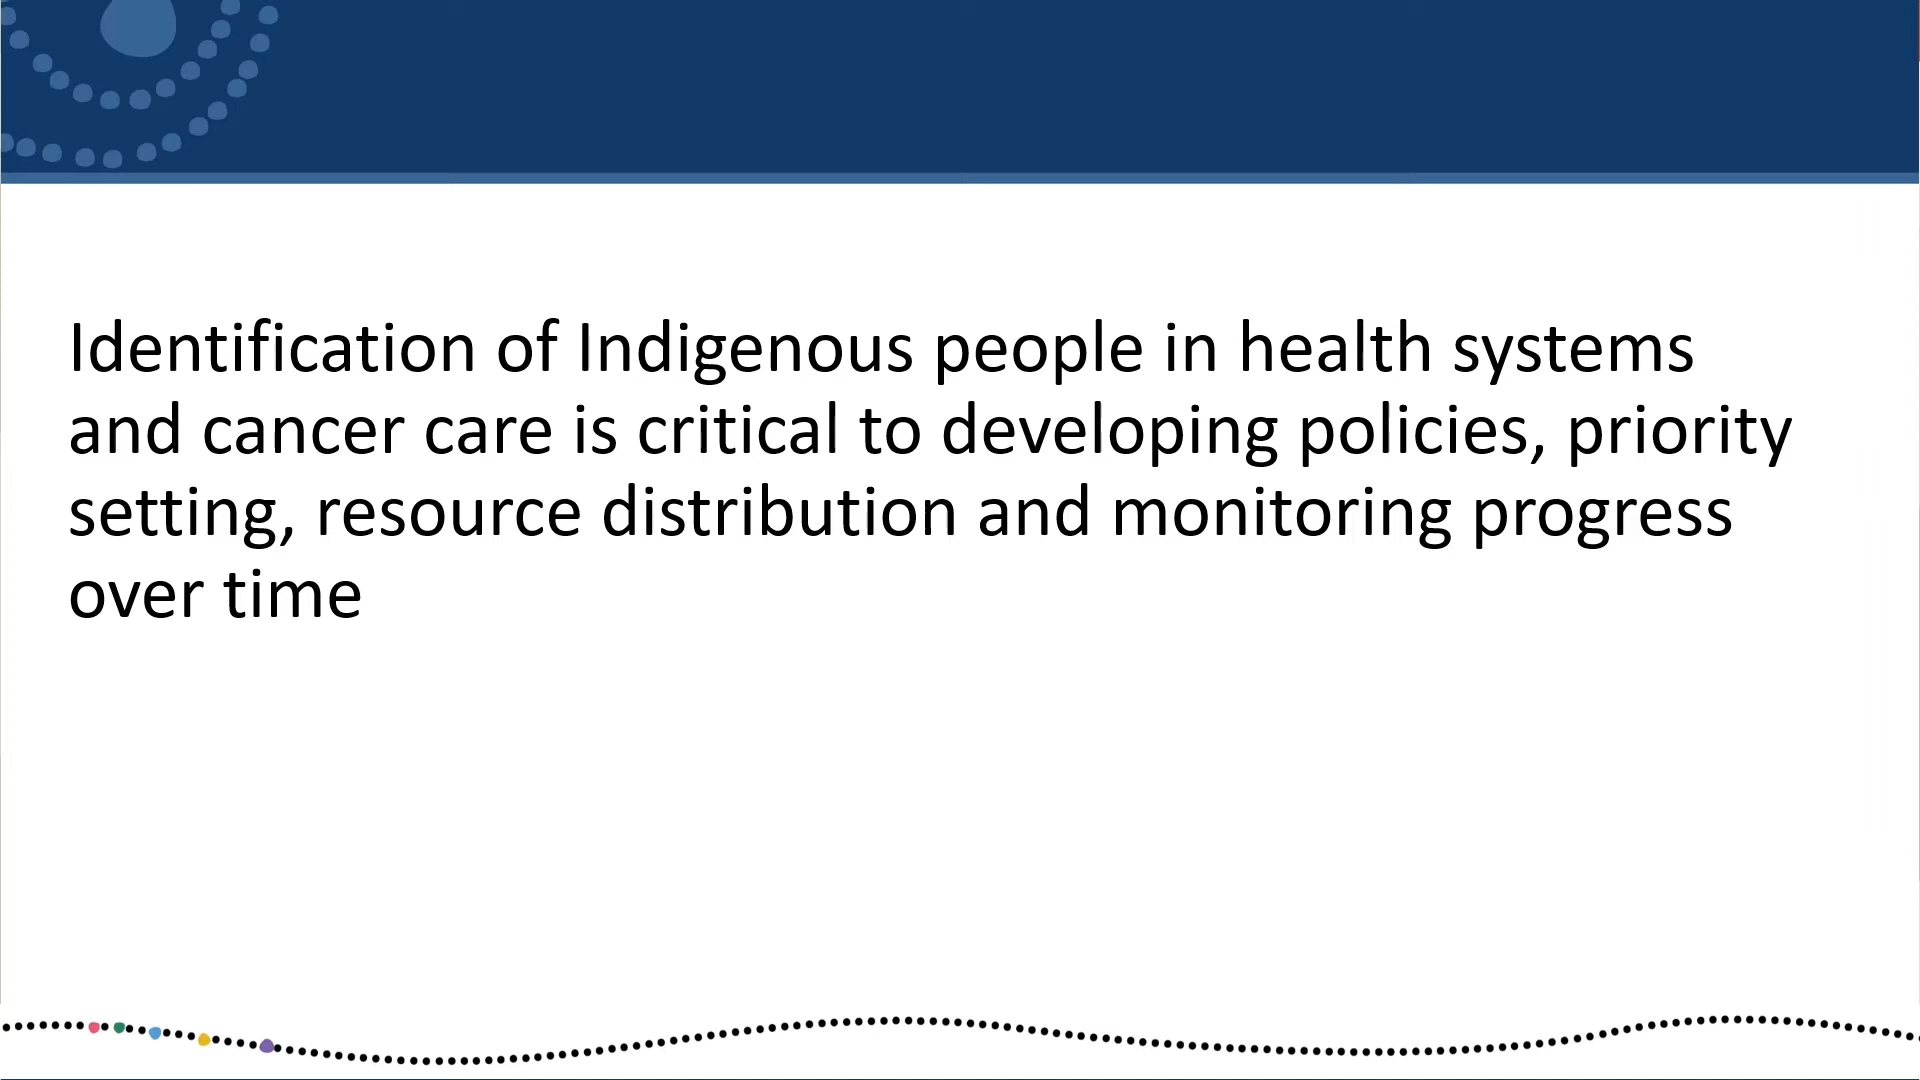 Identification of Indigenous people in health systems
and cancer care is critical to developing policies, priority
setting, resource distribution and monitoring progress
over time